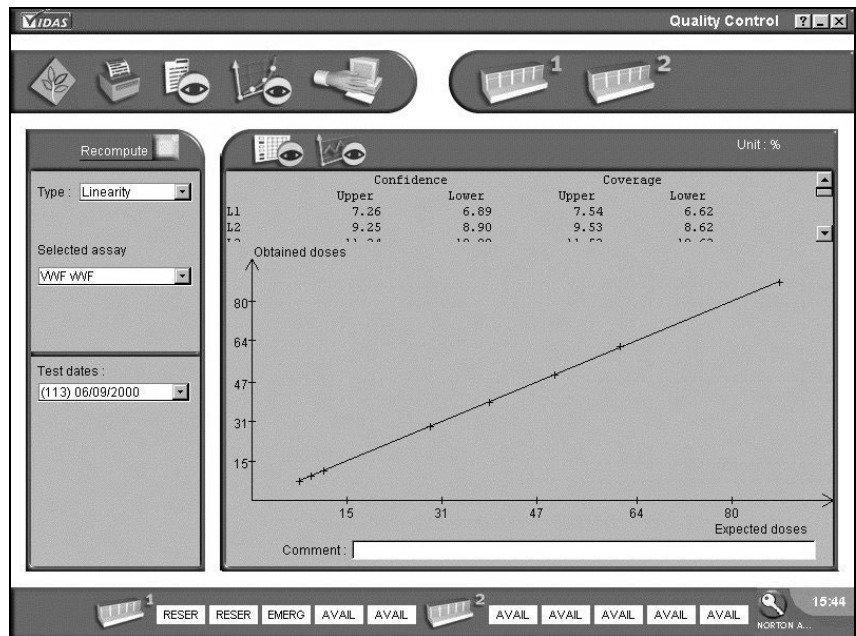 VIDAS Quality Control ? _ X
1 2
Recompute
Unit : %
Type : Linearity
Confidence Coverage
Upper Lower Upper Lower
L1 7.26 6.89 7.54 6.62
L2 9.25 8.90 9.53 8.62
Selected assay
VWF vWF
Obtained doses
80
64
47
31
15
Test dates :
(113) 06/09/2000
15 31 47 64 80
Expected doses
Comment :
1 RESER RESER EMERG AVAIL AVAIL 2 AVAIL AVAIL AVAIL AVAIL AVAIL 15:44
NORTON A...